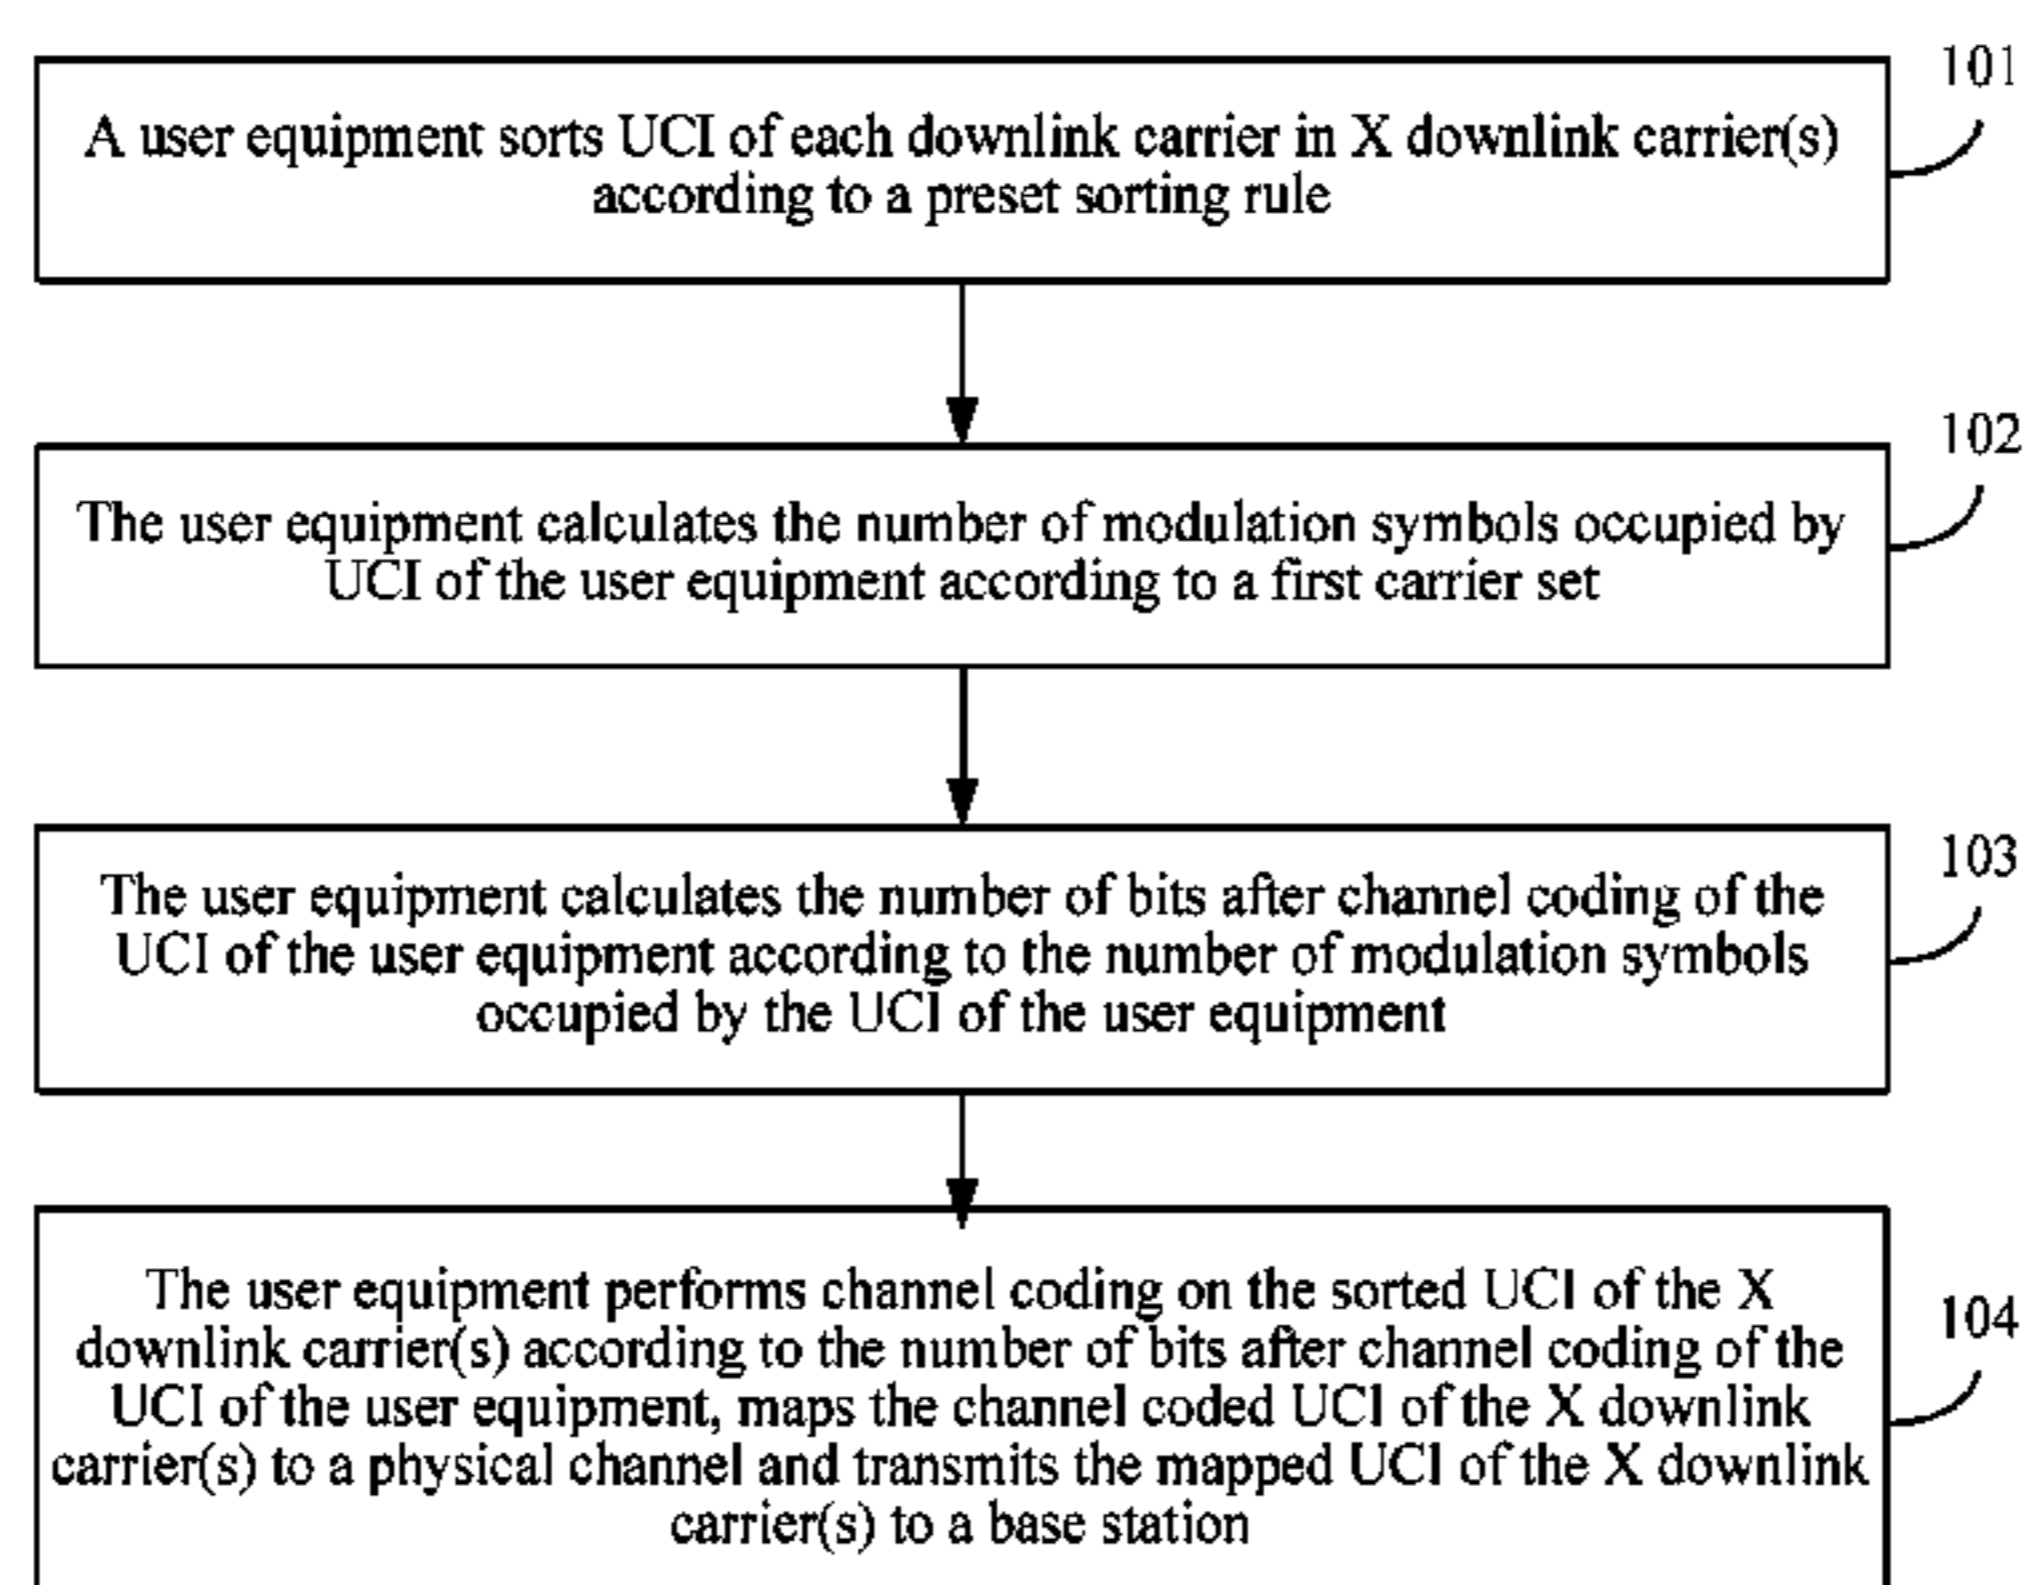 101
A user equipment sorts UCI of each downlink carrier in X downlink carrier(s)
according to a preset sorting rule
102
The user equipment calculates the number of modulation symbols occupied by
UCI of the user equipment according to a first carrier set
103
The user equipment calculates the number of bits after channel coding of the
UCI of the user equipment according to the number of modulation symbols
occupied by the UCI of the user equipment
104
The user equipment performs channel coding on the sorted UCI of the X
downlink carrier(s) according to the number of bits after channel coding of the
UCI of the user equipment, maps the channel coded UCI of the X downlink
carrier(s) to a physical channel and transmits the mapped UCI of the X downlink
carrier(s) to a base station